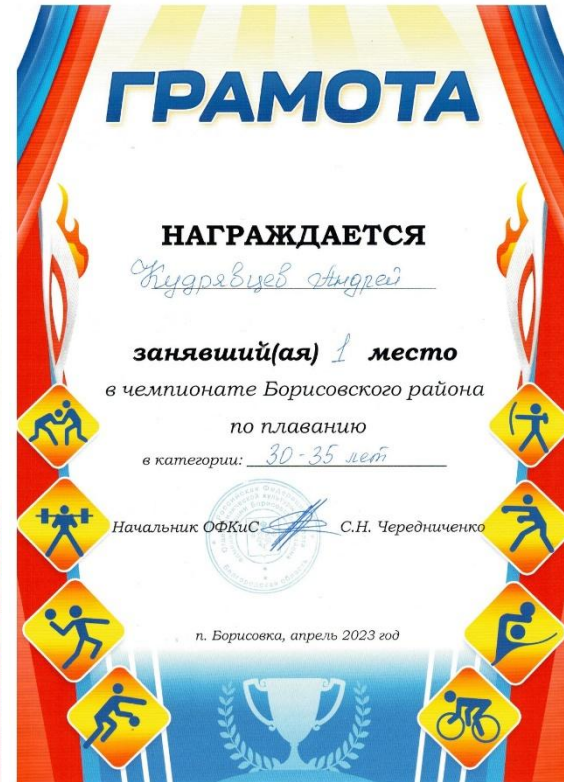 ГРАМОТА
НАГРАЖДАЕТСЯ
Кудрявцев Андрей
занявший(ая) 1 место
в чемпионате Борисовского района
по плаванию
в категории: 30-35 лет
Начальник ОФКиС С.Н. Чередниченко
п. Борисовка, апрель 2023 год